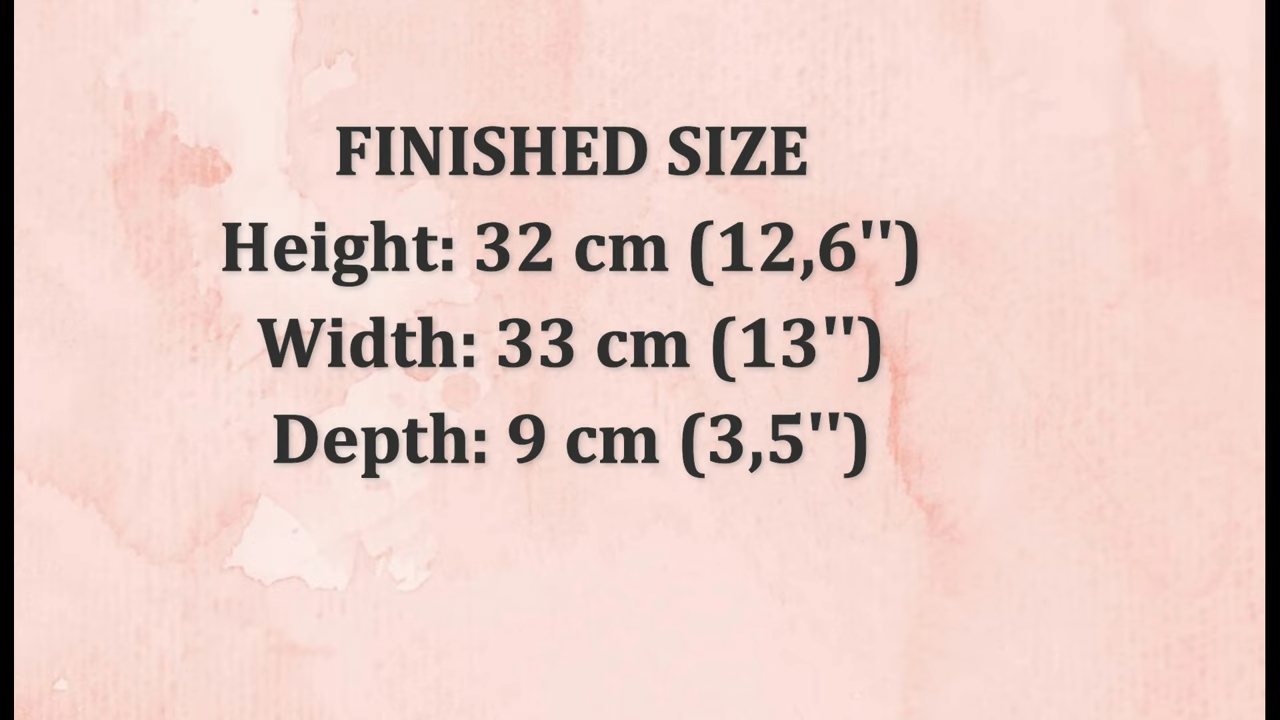 FINISHED SIZE
Height: 32 cm (12,6'')
Width: 33 cm (13'')
Depth: 9 cm (3,5'')